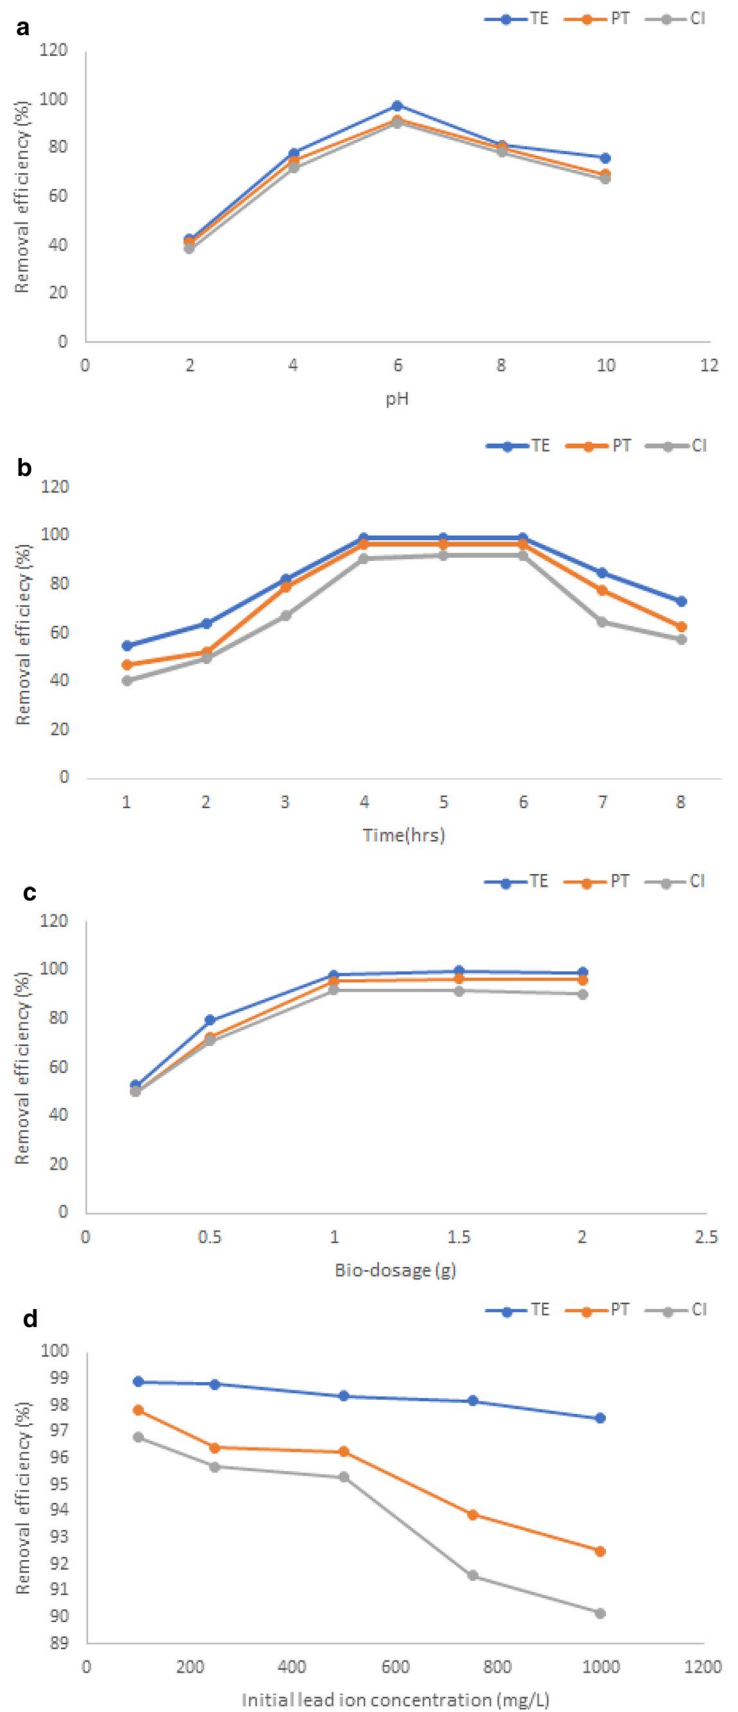 a
TE PT CI
Removal efficiency (%)
120
100
80
60
40
20
0
0 2 4 6 8 10 12
pH
b
TE PT CI
Removal efficiecy (%)
120
100
80
60
40
20
0
1 2 3 4 5 6 7 8
Time(hrs)
c
TE PT CI
Removal efficiency (%)
120
100
80
60
40
20
0
0 0.5 1 1.5 2 2.5
Bio-dosage (g)
d
TE PT CI
Removal efficiency (%)
100
99
98
97
96
95
94
93
92
91
90
89
0 200 400 600 800 1000 1200
Initial lead ion concentration (mg/L)